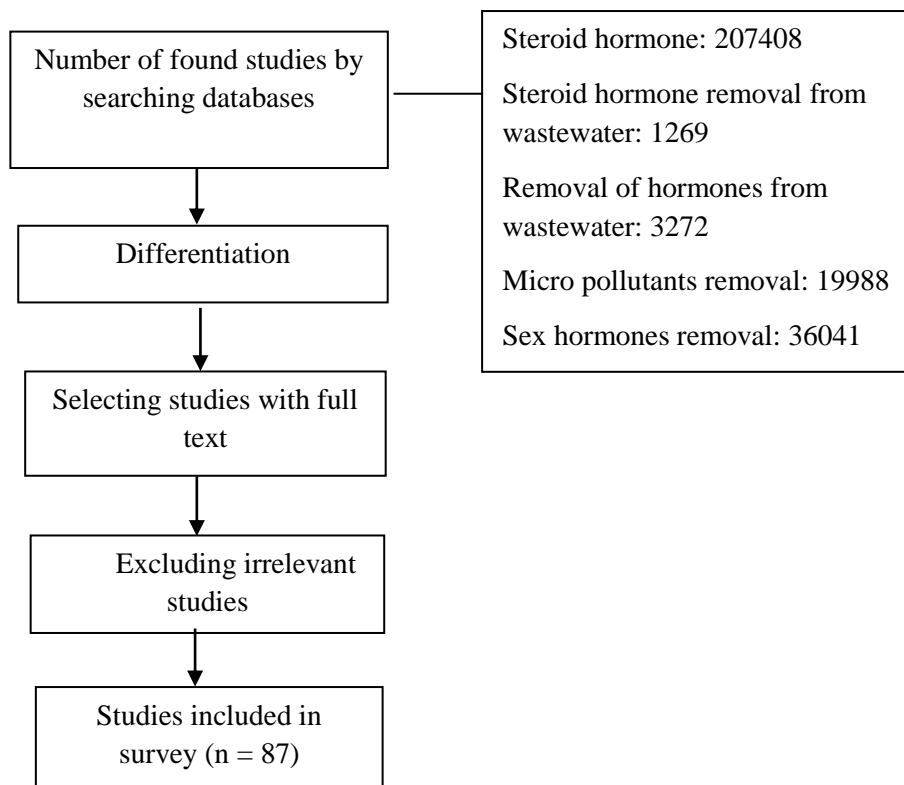 Number of found studies by
searching databases
Steroid hormone: 207408
Steroid hormone removal from
wastewater: 1269
Removal of hormones from
wastewater: 3272
Micro pollutants removal: 19988
Sex hormones removal: 36041
Differentiation
Selecting studies with full
text
Excluding irrelevant
studies
Studies included in
survey (n = 87)